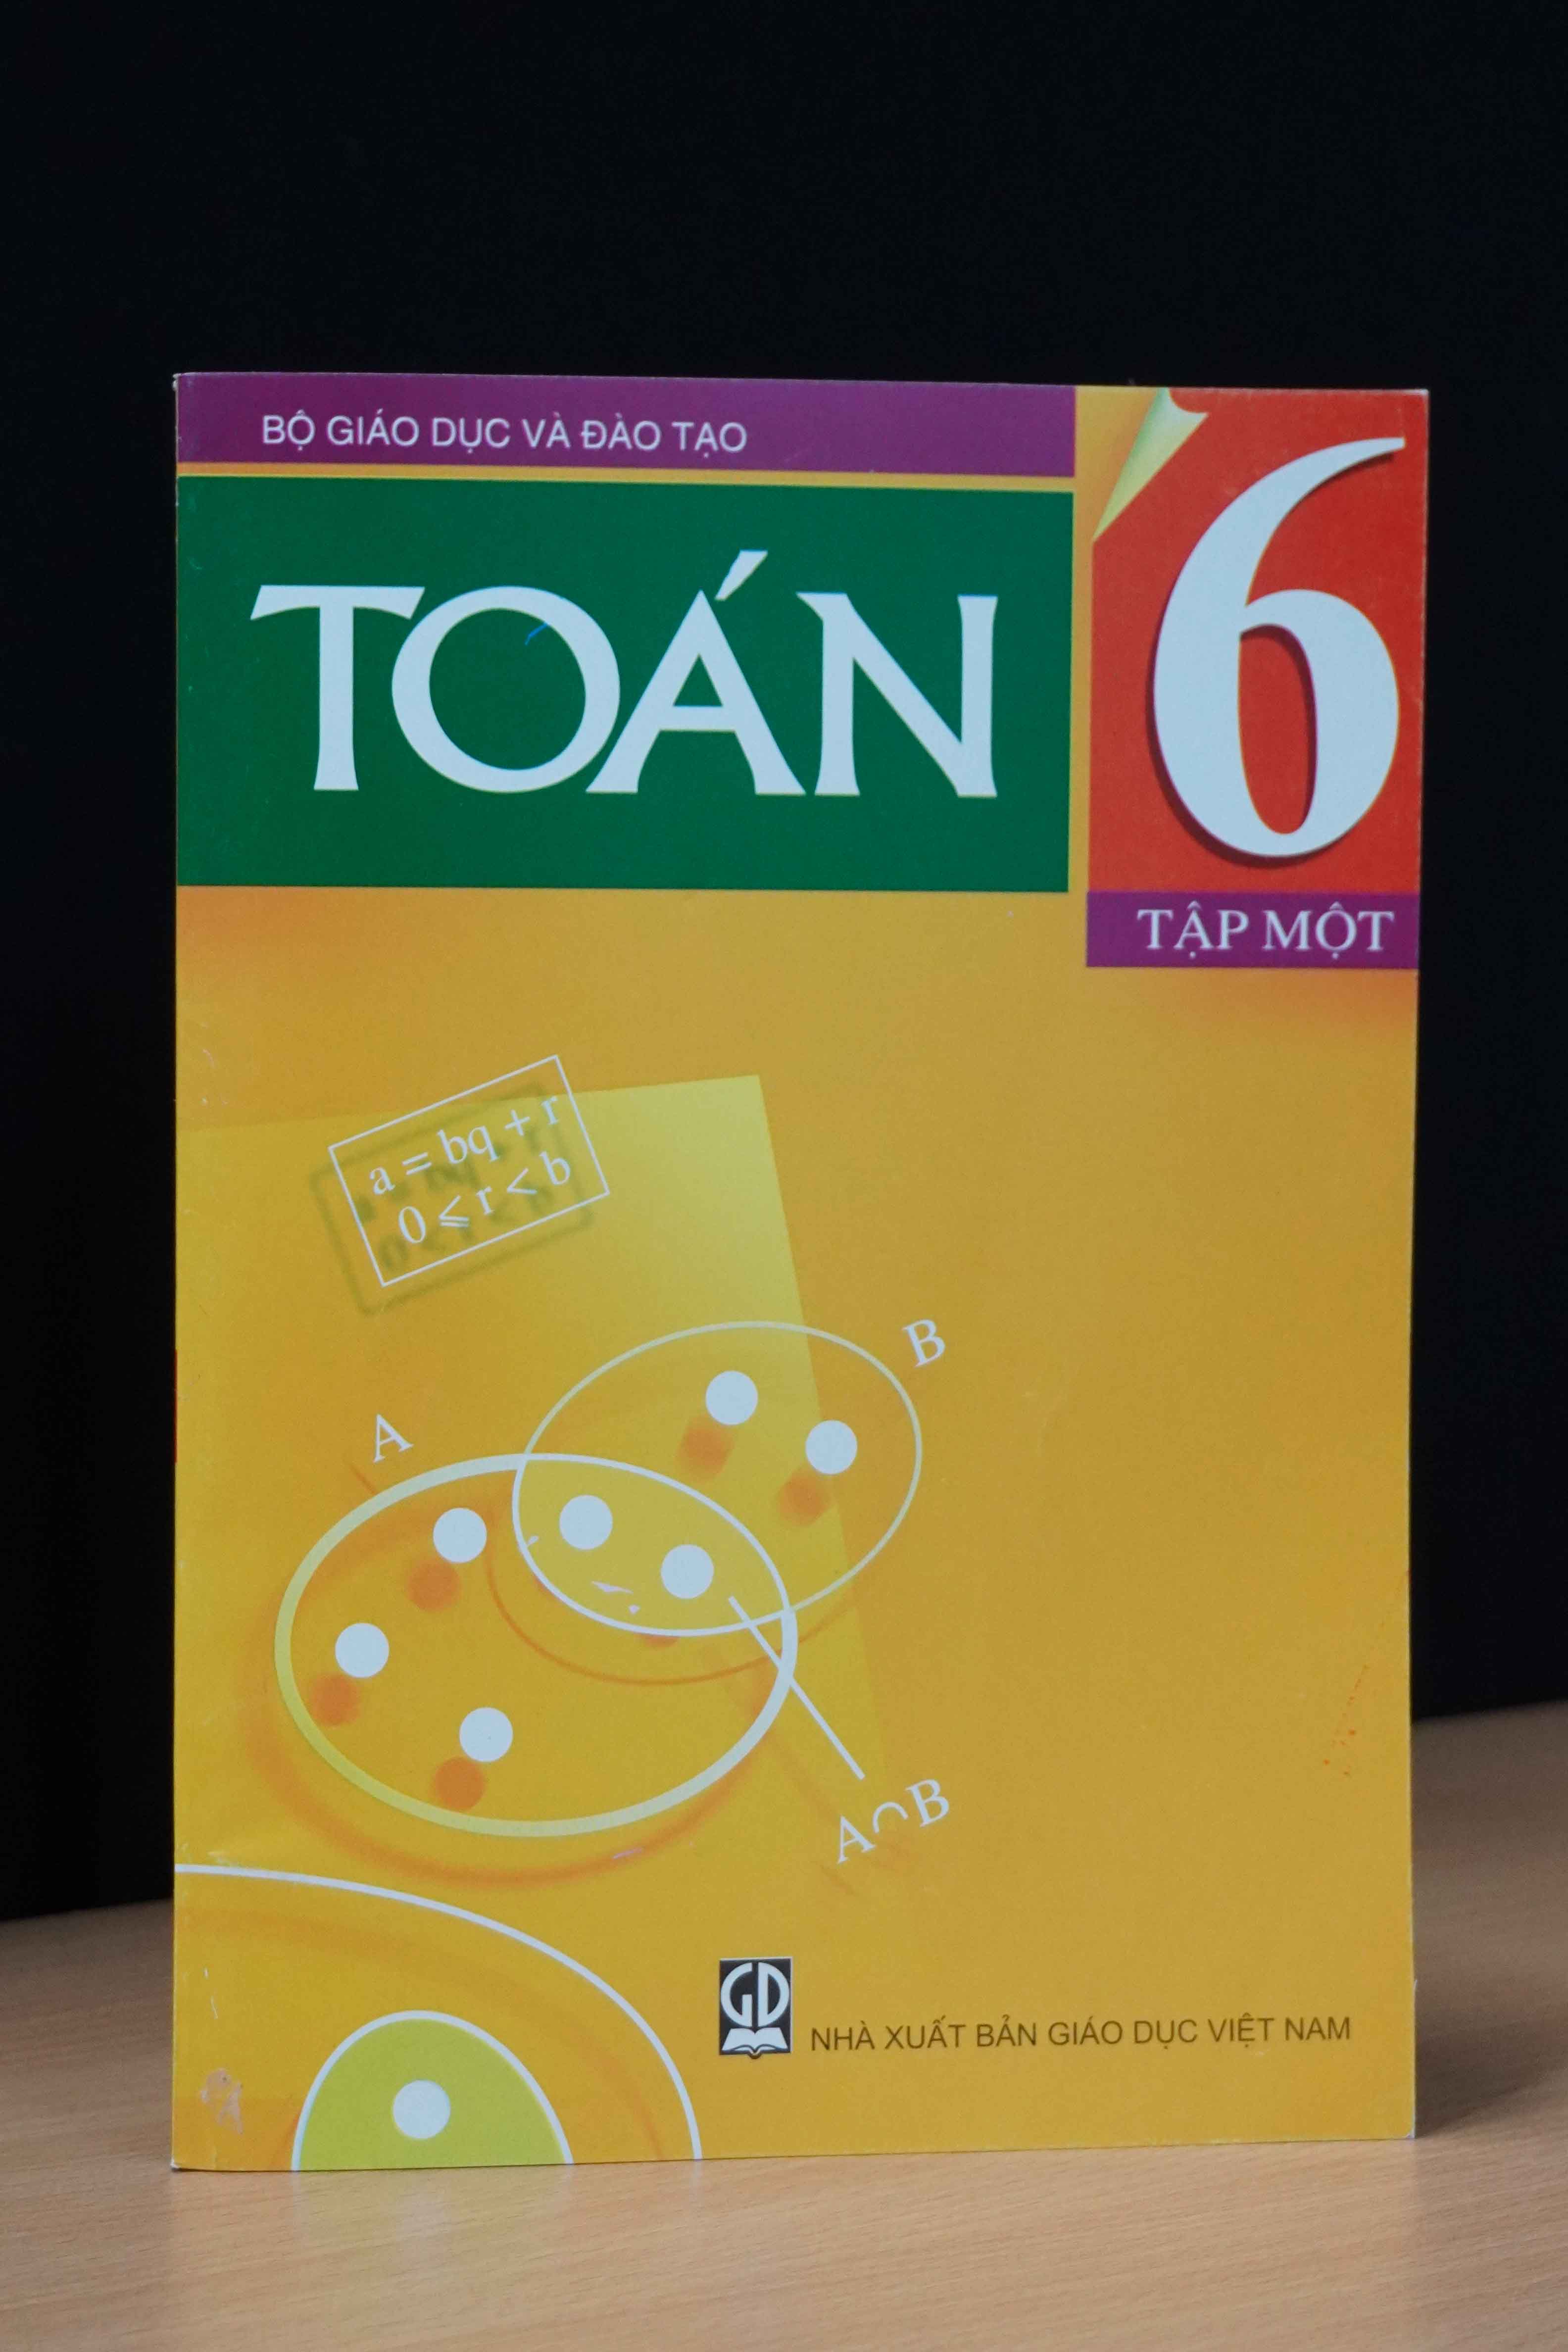 BỘ GIÁO DỤC VÀ ĐÀO TẠO
TOÁN
6
TẬP MỘT
a = bq + r
0 ⩽ r < b
B
A
A∩B
GD
NHÀ XUẤT BẢN GIÁO DỤC VIỆT NAM